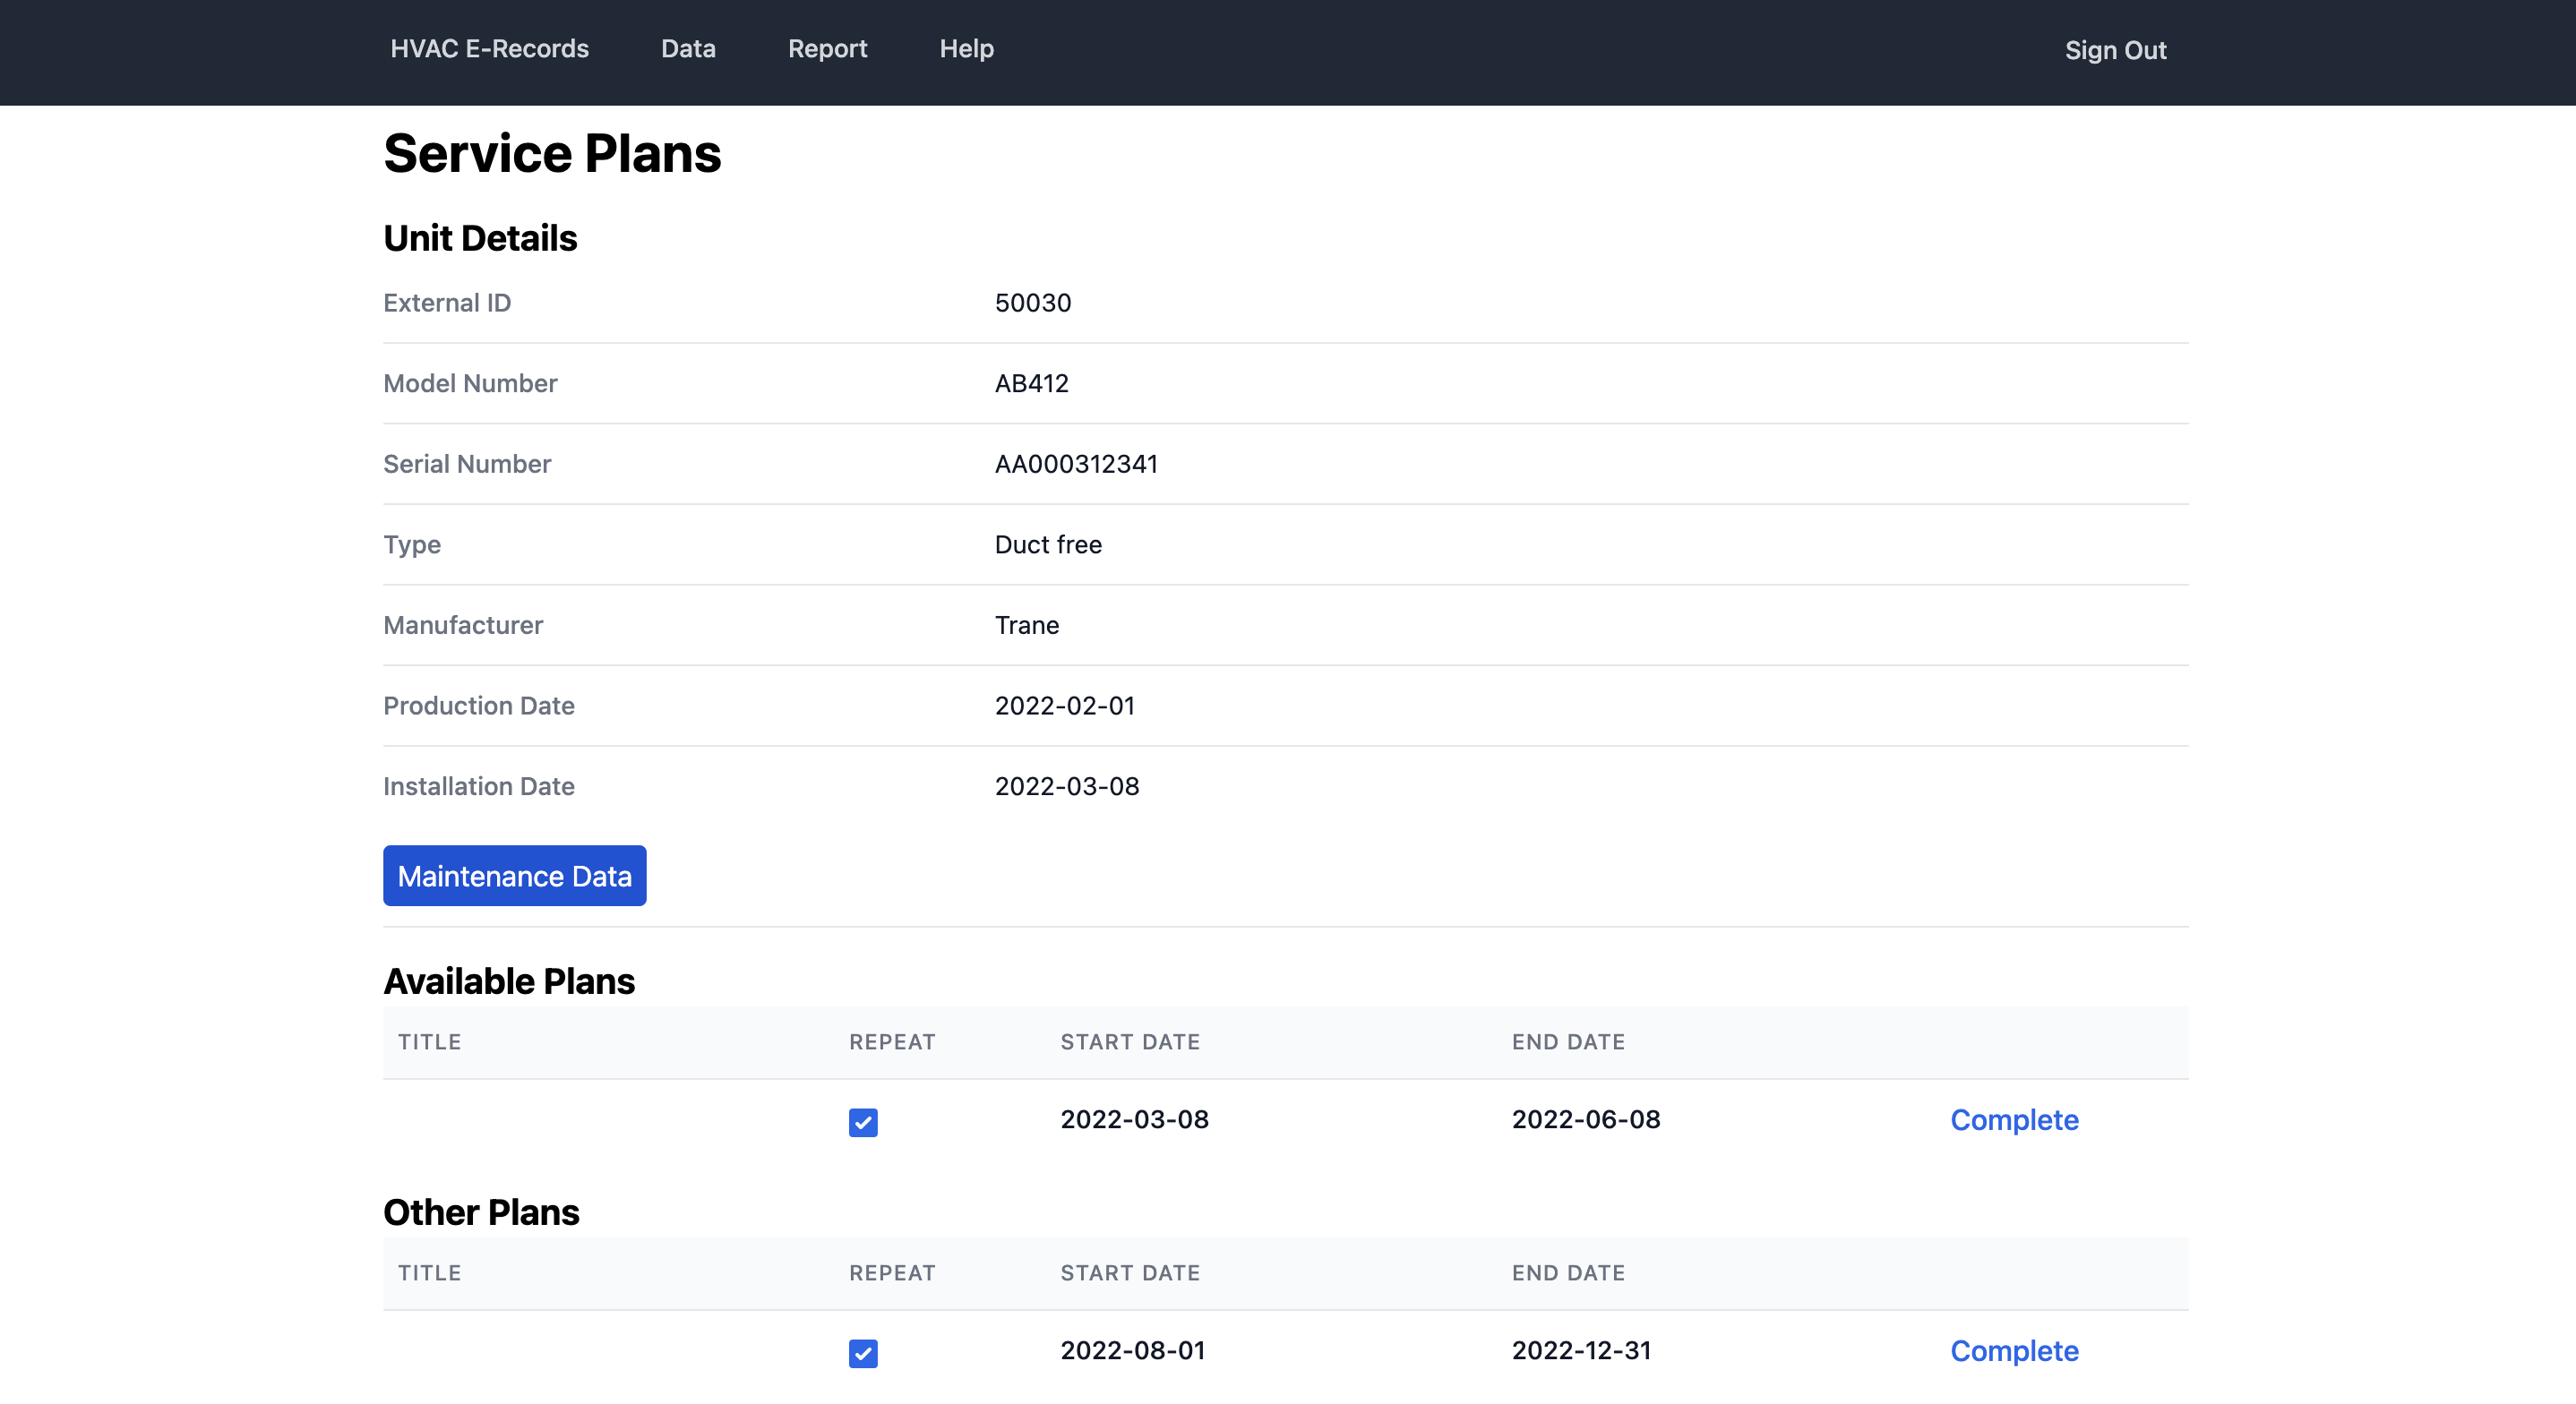 HVAC E-Records Data Report Help Sign Out
Service Plans
Unit Details
External ID 50030
Model Number AB412
Serial Number AA000312341
Type Duct free
Manufacturer Trane
Production Date 2022-02-01
Installation Date 2022-03-08
Maintenance Data
Available Plans
TITLE REPEAT START DATE END DATE
2022-03-08 2022-06-08 Complete
Other Plans
TITLE REPEAT START DATE END DATE
2022-08-01 2022-12-31 Complete